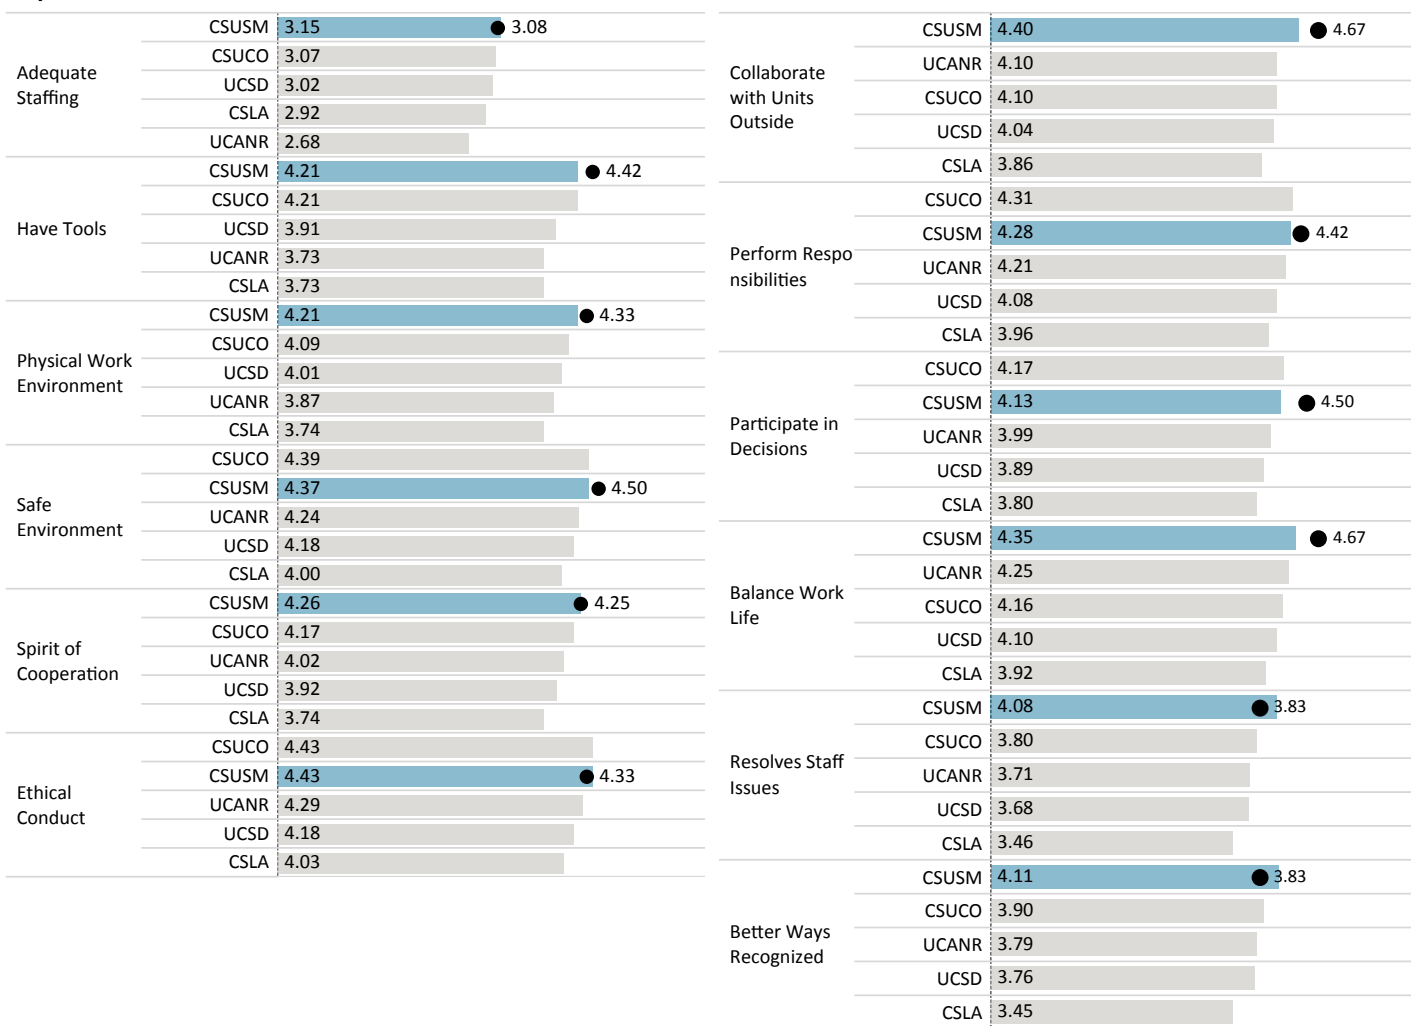 CSUSM 3.15 3.08
CSUCO 3.07
Adequate
Staffing
UCSD 3.02
CSLA 2.92
UCANR 2.68
CSUSM 4.21 4.42
CSUCO 4.21
Have Tools
UCSD 3.91
UCANR 3.73
CSLA 3.73
CSUSM 4.21 4.33
CSUCO 4.09
Physical Work
Environment
UCSD 4.01
UCANR 3.87
CSLA 3.74
CSUCO 4.39
CSUSM 4.37 4.50
Safe
Environment
UCANR 4.24
UCSD 4.18
CSLA 4.00
CSUSM 4.26 4.25
CSUCO 4.17
Spirit of
Cooperation
UCANR 4.02
UCSD 3.92
CSLA 3.74
CSUCO 4.43
CSUSM 4.43 4.33
Ethical
Conduct
UCANR 4.29
UCSD 4.18
CSLA 4.03
CSUSM 4.40 4.67
UCANR 4.10
Collaborate
with Units
Outside
CSUCO 4.10
UCSD 4.04
CSLA 3.86
CSUCO 4.31
CSUSM 4.28 4.42
Perform Respo
nsibilities
UCANR 4.21
UCSD 4.08
CSLA 3.96
CSUCO 4.17
CSUSM 4.13 4.50
Participate in
Decisions
UCANR 3.99
UCSD 3.89
CSLA 3.80
CSUSM 4.35 4.67
UCANR 4.25
Balance Work
Life
CSUCO 4.16
UCSD 4.10
CSLA 3.92
CSUSM 4.08 3.83
CSUCO 3.80
Resolves Staff
Issues
UCANR 3.71
UCSD 3.68
CSLA 3.46
CSUSM 4.11 3.83
CSUCO 3.90
Better Ways
Recognized
UCANR 3.79
UCSD 3.76
CSLA 3.45